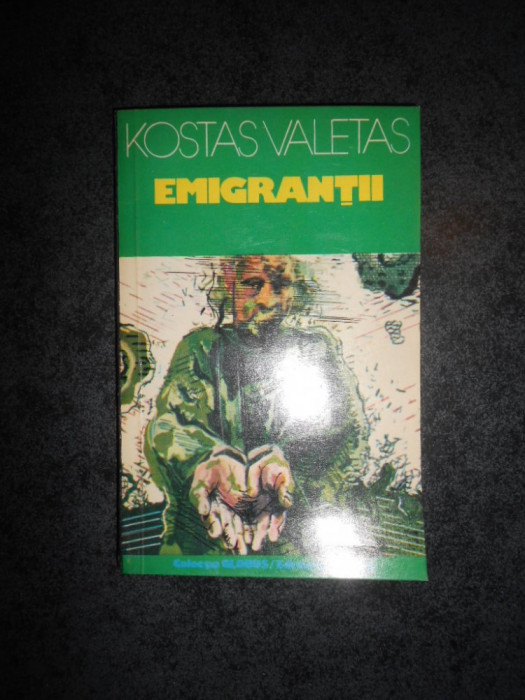 KOSTAS VALETAS
EMIGRANȚII
Colecția GLOBUS /